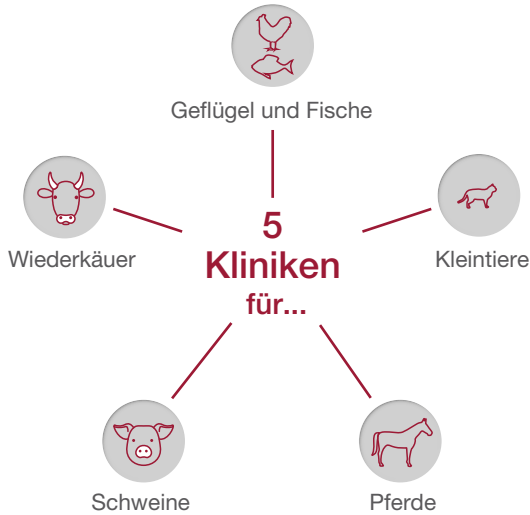 Geflügel und Fische
Wiederkäuer
Kleintiere
5
Kliniken
für...
Schweine
Pferde